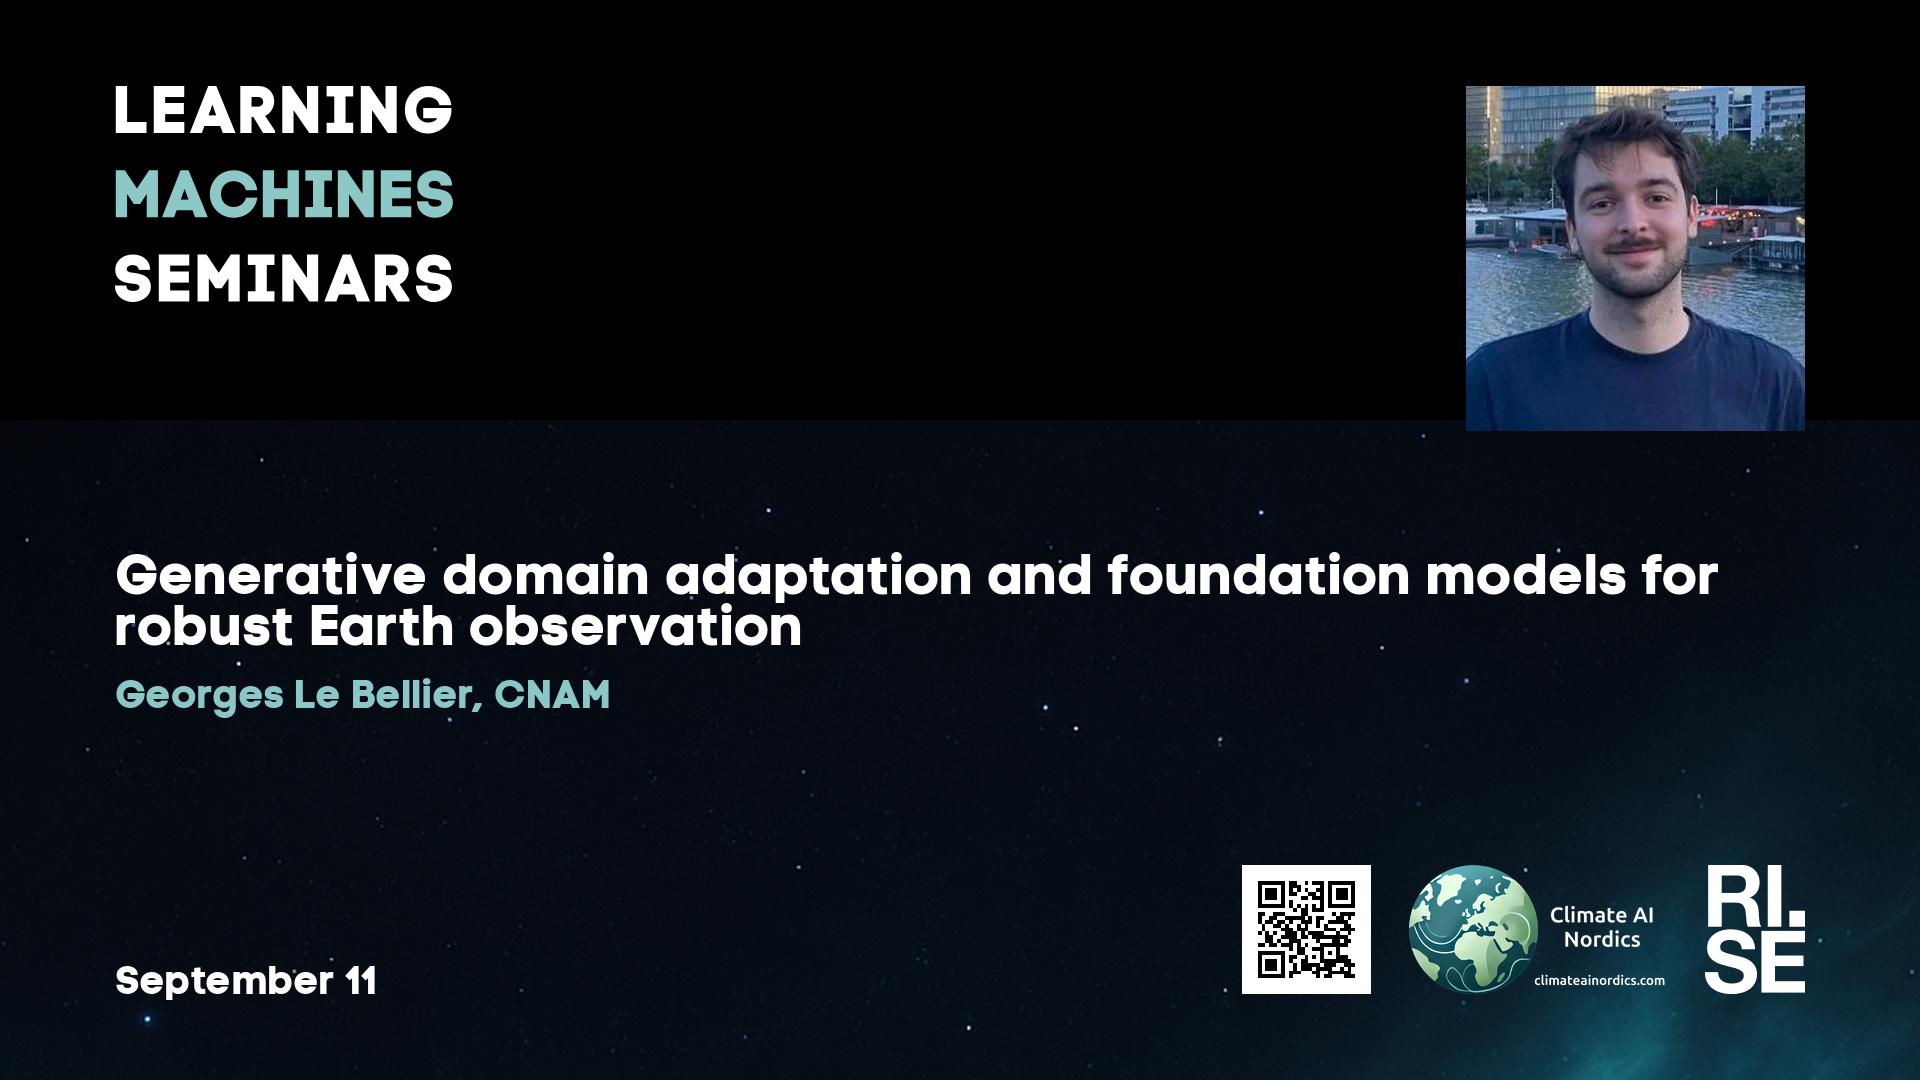 LEARNING
MACHINES
SEMINARS
Generative domain adaptation and foundation models for
robust Earth observation
Georges Le Bellier, CNAM
September 11
Climate AI
Nordics
climateainordics.com
RI.
SE